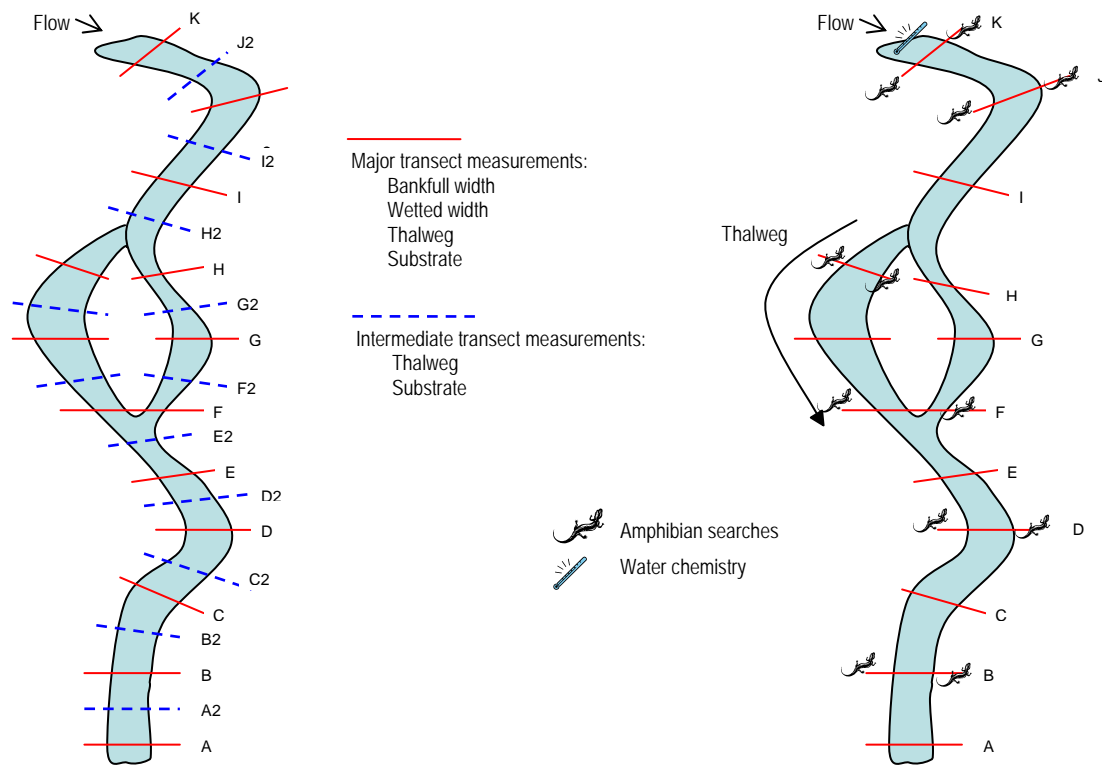 Flow
K
J2
I2
I
H2
H
G2
G
F2
F
E2
E
D2
D
C2
C
B2
B
A2
A
Major transect measurements:
Bankfull width
Wetted width
Thalweg
Substrate
Intermediate transect measurements:
Thalweg
Substrate
Flow
K
I
Thalweg
H
G
F
E
D
C
B
A
Amphibian searches
Water chemistry